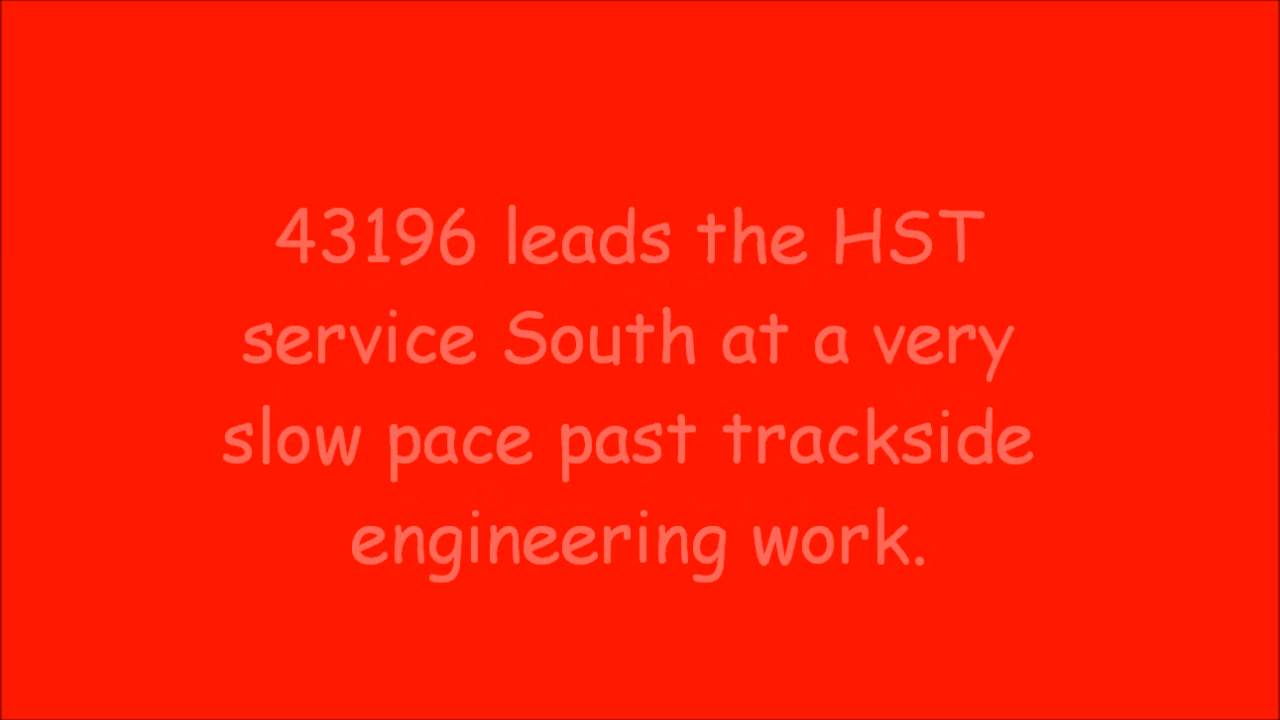 43196 leads the HST
service South at a very
slow pace past trackside
engineering work.